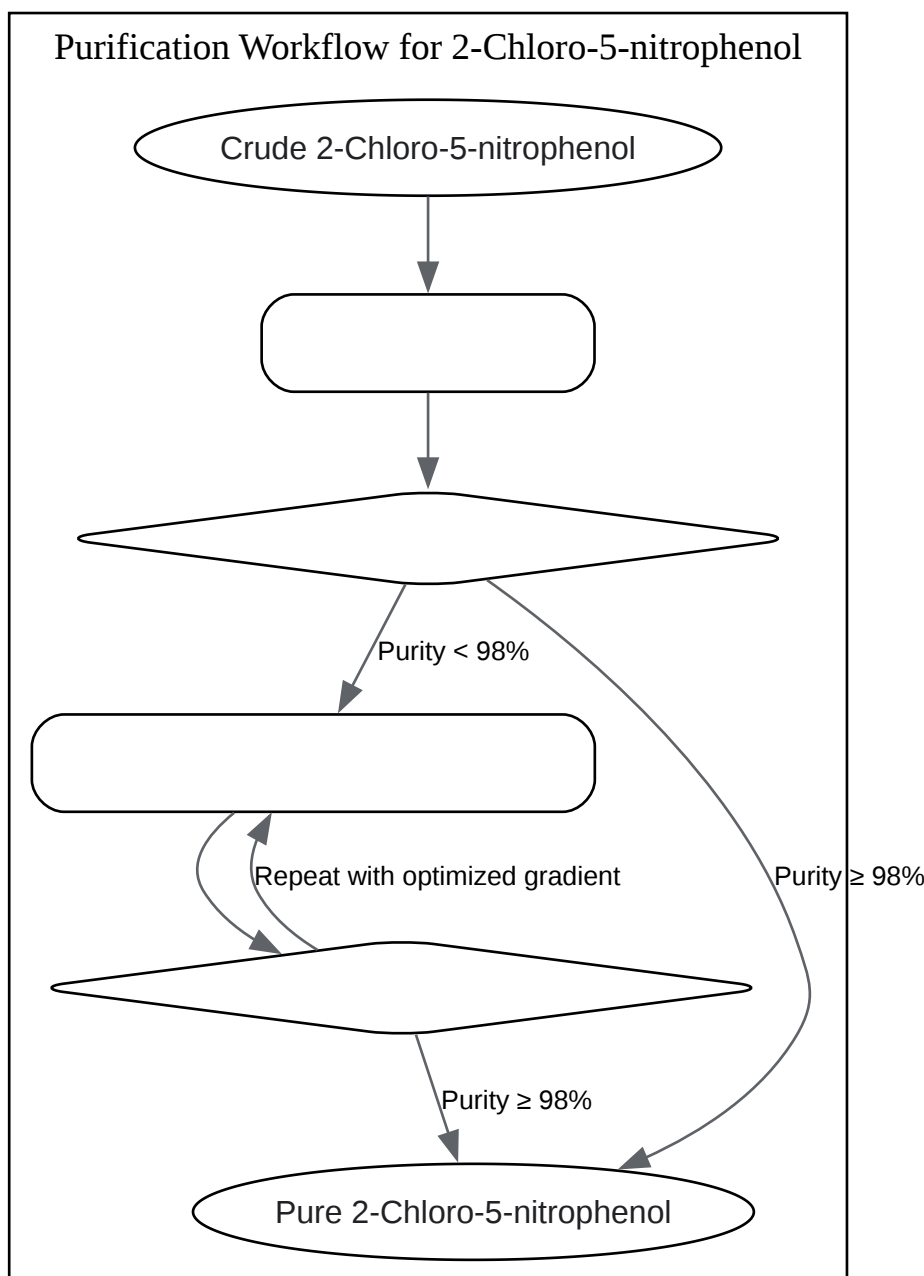 Purification Workflow for 2-Chloro-5-nitrophenol
Crude 2-Chloro-5-nitrophenol
Purity < 98%
Repeat with optimized gradient
Purity ≥ 98%
Purity ≥ 98%
Pure 2-Chloro-5-nitrophenol